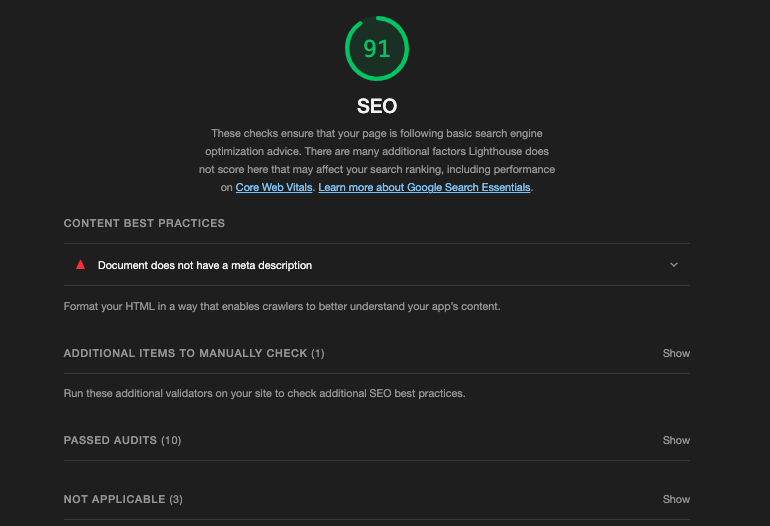 91
SEO
These checks ensure that your page is following basic search engine
optimization advice. There are many additional factors Lighthouse does
not score here that may affect your search ranking, including performance
on Core Web Vitals. Learn more about Google Search Essentials.
CONTENT BEST PRACTICES
Document does not have a meta description
Format your HTML in a way that enables crawlers to better understand your app's content.
ADDITIONAL ITEMS TO MANUALLY CHECK (1) Show
Run these additional validators on your site to check additional SEO best practices.
PASSED AUDITS (10) Show
NOT APPLICABLE (3) Show